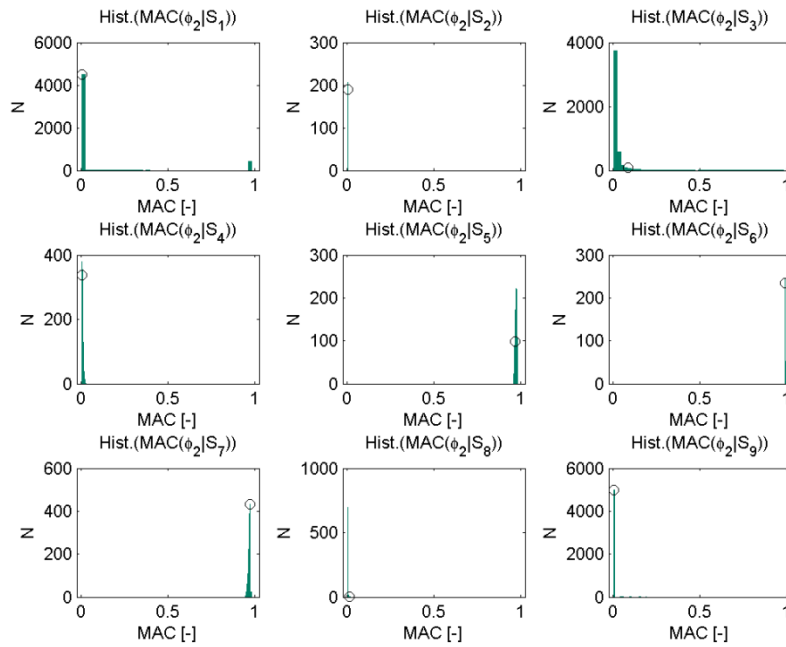 Hist.(MAC(ϕ₂|S₁)) Hist.(MAC(ϕ₂|S₂)) Hist.(MAC(ϕ₂|S₃))
6000 300 4000
4000 200
N N N 2000
2000 100
0 0 0
0 0.5 1 0 0.5 1 0 0.5 1
MAC [-] MAC [-] MAC [-]
Hist.(MAC(ϕ₂|S₄)) Hist.(MAC(ϕ₂|S₅)) Hist.(MAC(ϕ₂|S₆))
400 300 300
200 200
N 200 N N
100 100
0 0 0
0 0.5 1 0 0.5 1 0 0.5 1
MAC [-] MAC [-] MAC [-]
Hist.(MAC(ϕ₂|S₇)) Hist.(MAC(ϕ₂|S₈)) Hist.(MAC(ϕ₂|S₉))
600 1000 6000
400 4000
N N 500 N
200 2000
0 0 0
0 0.5 1 0 0.5 1 0 0.5 1
MAC [-] MAC [-] MAC [-]